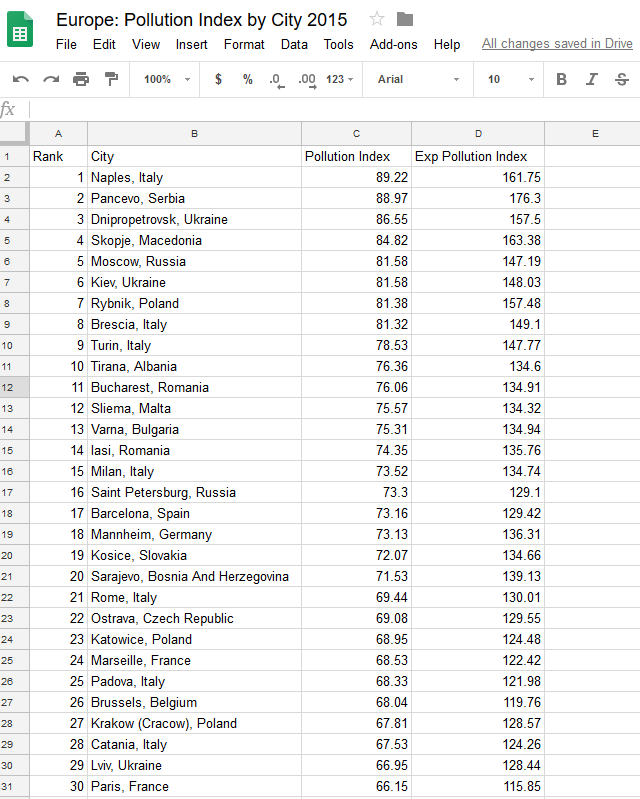 Europe: Pollution Index by City 2015
File Edit View Insert Format Data Tools Add-ons Help All changes saved in Drive
100% $ % .0 .00 123 Arial 10 B I S
fx
A B C D E
1 Rank City Pollution Index Exp Pollution Index
2 1 Naples, Italy 89.22 161.75
3 2 Pancevo, Serbia 88.97 176.3
4 3 Dnipropetrovsk, Ukraine 86.55 157.5
5 4 Skopje, Macedonia 84.82 163.38
6 5 Moscow, Russia 81.58 147.19
7 6 Kiev, Ukraine 81.58 148.03
8 7 Rybnik, Poland 81.38 157.48
9 8 Brescia, Italy 81.32 149.1
10 9 Turin, Italy 78.53 147.77
11 10 Tirana, Albania 76.36 134.6
12 11 Bucharest, Romania 76.06 134.91
13 12 Sliema, Malta 75.57 134.32
14 13 Varna, Bulgaria 75.31 134.94
15 14 Iasi, Romania 74.35 135.76
16 15 Milan, Italy 73.52 134.74
17 16 Saint Petersburg, Russia 73.3 129.1
18 17 Barcelona, Spain 73.16 129.42
19 18 Mannheim, Germany 73.13 136.31
20 19 Kosice, Slovakia 72.07 134.66
21 20 Sarajevo, Bosnia And Herzegovina 71.53 139.13
22 21 Rome, Italy 69.44 130.01
23 22 Ostrava, Czech Republic 69.08 129.55
24 23 Katowice, Poland 68.95 124.48
25 24 Marseille, France 68.53 122.42
26 25 Padova, Italy 68.33 121.98
27 26 Brussels, Belgium 68.04 119.76
28 27 Krakow (Cracow), Poland 67.81 128.57
29 28 Catania, Italy 67.53 124.26
30 29 Lviv, Ukraine 66.95 128.44
31 30 Paris, France 66.15 115.85